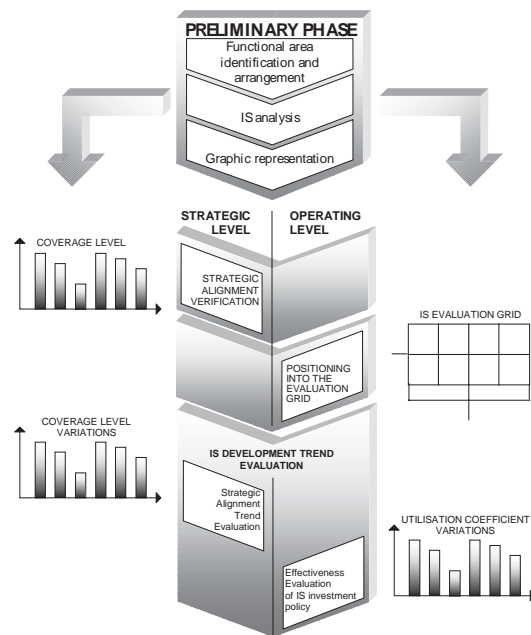 PRELIMINARY PHASE
Functional area
identification and
arrangement
IS analysis
Graphic representation
STRATEGIC
LEVEL
OPERATING
LEVEL
COVERAGE LEVEL
STRATEGIC
ALIGNMENT
VERIFICATION
IS EVALUATION GRID
POSITIONING
INTO THE
EVALUATION
GRID
COVERAGE LEVEL
VARIATIONS
IS DEVELOPMENT TREND
EVALUATION
Strategic
Alignment
Trend
Evaluation
UTILISATION COEFFICIENT
VARIATIONS
Effectiveness
Evaluation
of IS investment
policy